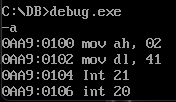 C:\DB>debug.exe
-a
0AA9:0100 mov ah, 02
0AA9:0102 mov dl, 41
0AA9:0104 Int 21
0AA9:0106 int 20